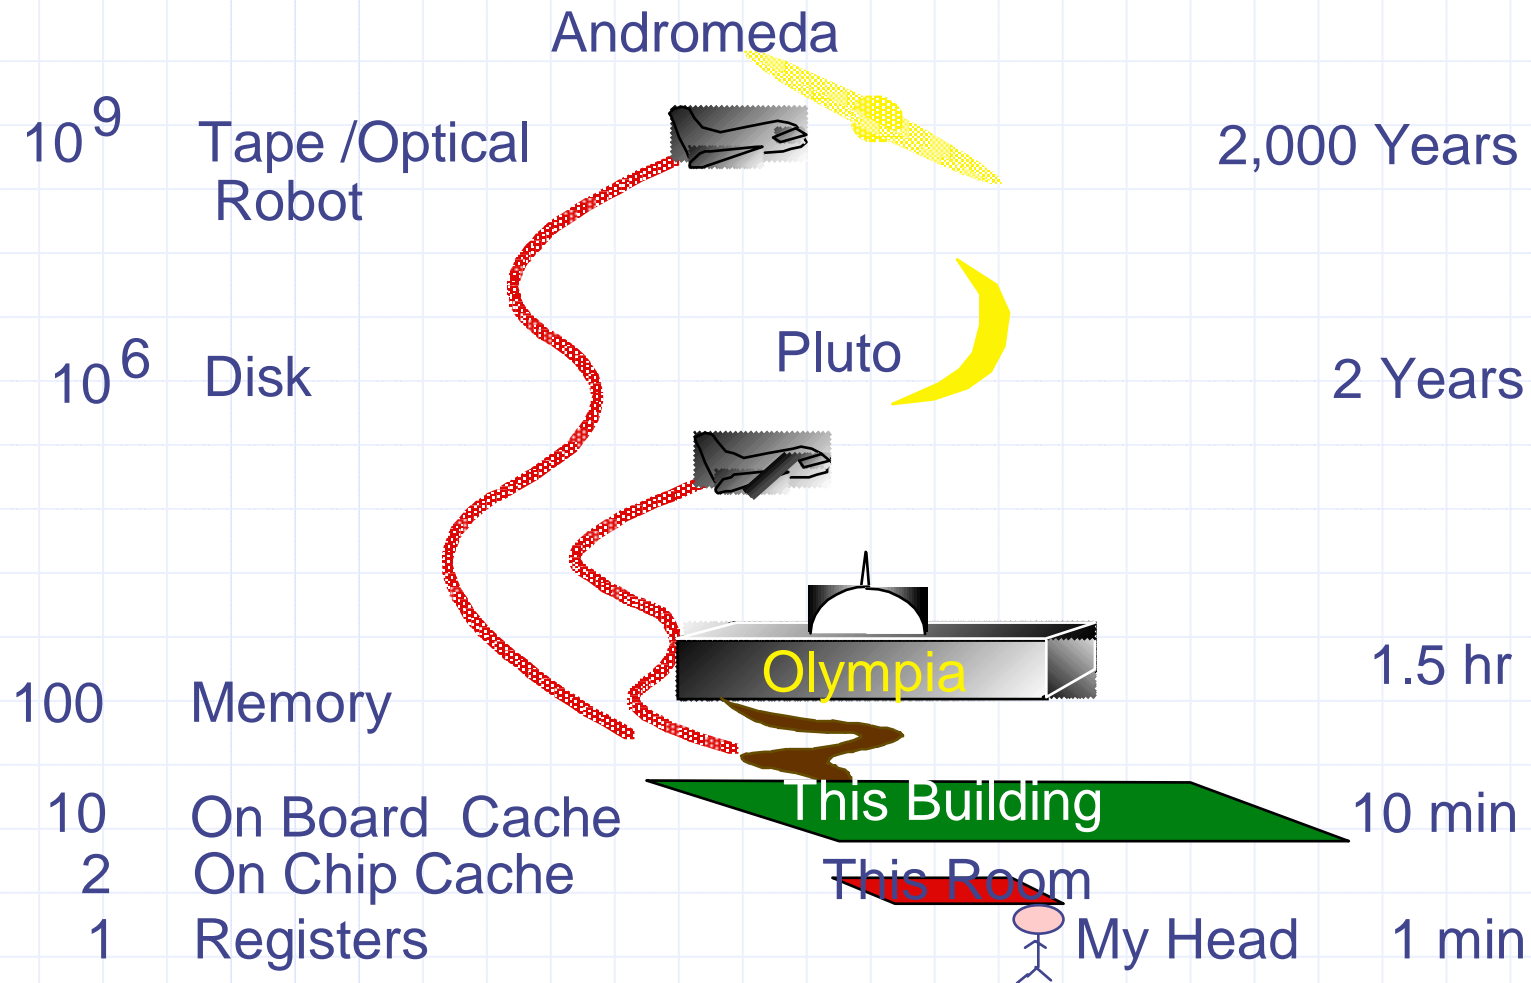 Andromeda
10^9 Tape /Optical 2,000 Years
Robot
10^6 Disk Pluto 2 Years
Olympia 1.5 hr
100 Memory
10 On Board Cache This Building 10 min
2 On Chip Cache This Room
1 Registers My Head 1 min